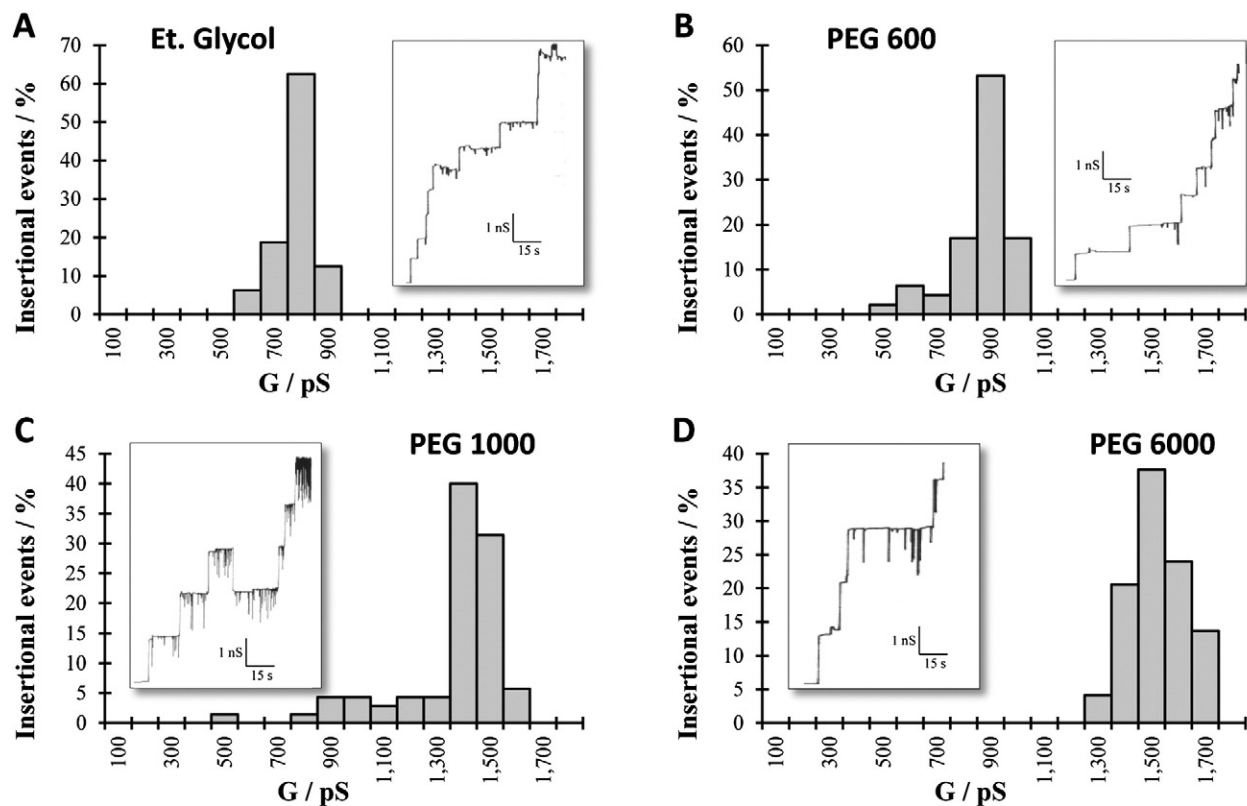 A
Et. Glycol
Insertional events / %
70
60
50
40
30
20
10
0
1 nS
15 s
100
300
500
700
900
1,100
1,300
1,500
1,700
G / pS
B
PEG 600
Insertional events / %
60
50
40
30
20
10
0
1 nS
15 s
100
300
500
700
900
1,100
1,300
1,500
1,700
G / pS
C
PEG 1000
Insertional events / %
45
40
35
30
25
20
15
10
5
0
1 nS
15 s
100
300
500
700
900
1,100
1,300
1,500
1,700
G / pS
D
PEG 6000
Insertional events / %
40
35
30
25
20
15
10
5
0
1 nS
15 s
100
300
500
700
900
1,100
1,300
1,500
1,700
G / pS